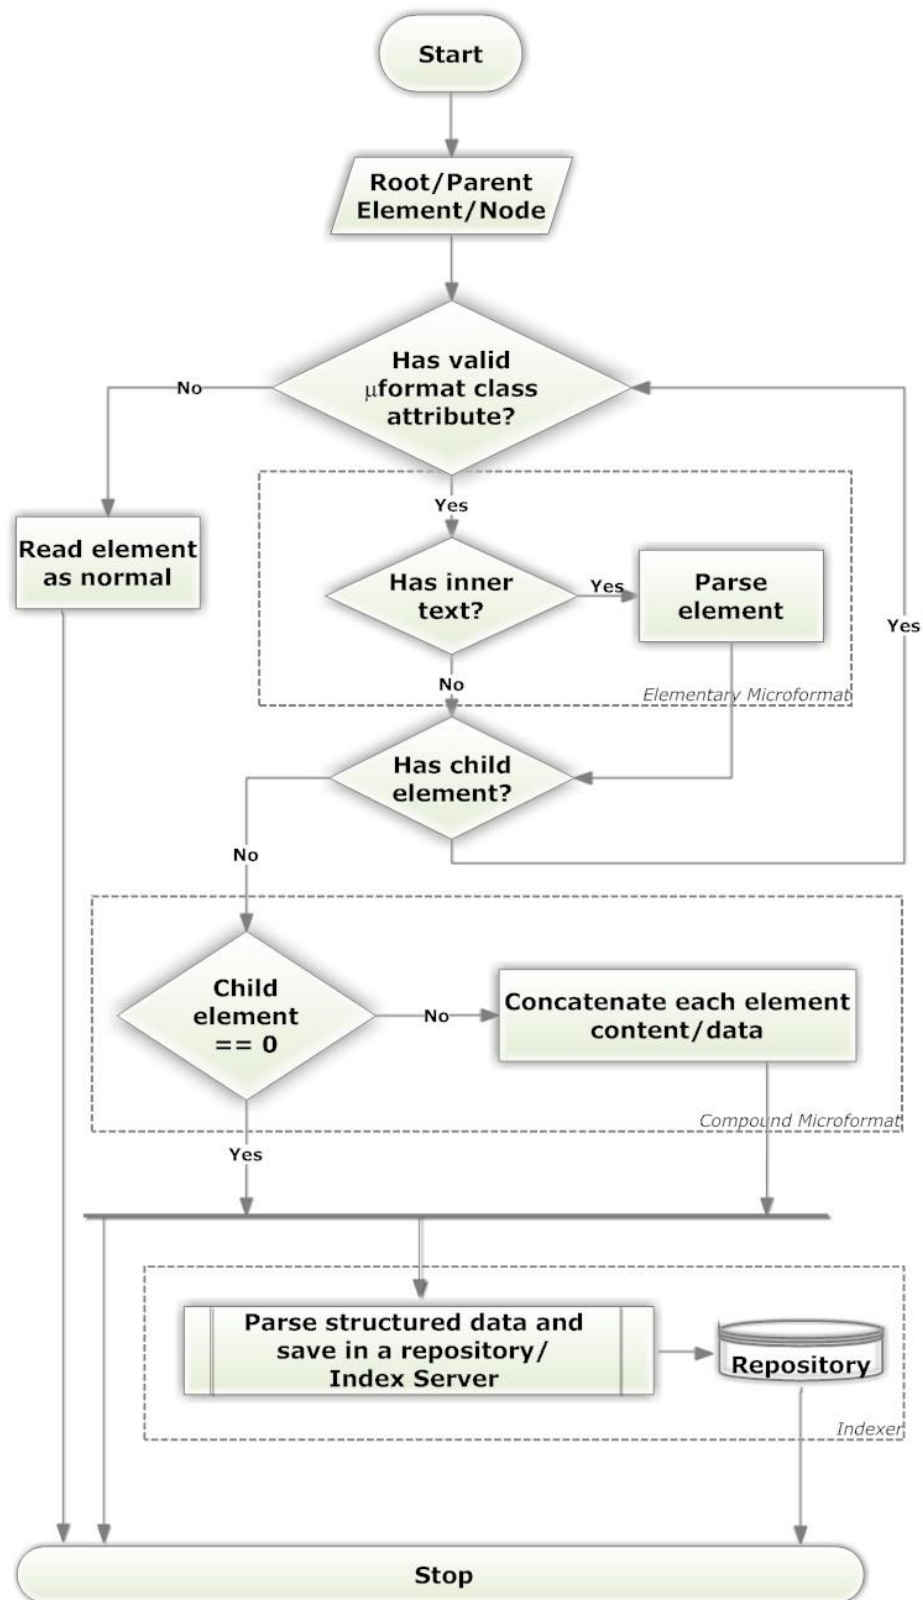 Start
Root/Parent
Element/Node
Has valid
μformat class
attribute?
No
Yes
Read element
as normal
Has inner
text?
Yes
Parse
element
Yes
No
Elementary Microformat
Has child
element?
No
Child
element
== 0
No
Concatenate each element
content/data
Compound Microformat
Yes
Parse structured data and
save in a repository/
Index Server
Repository
Indexer
Stop